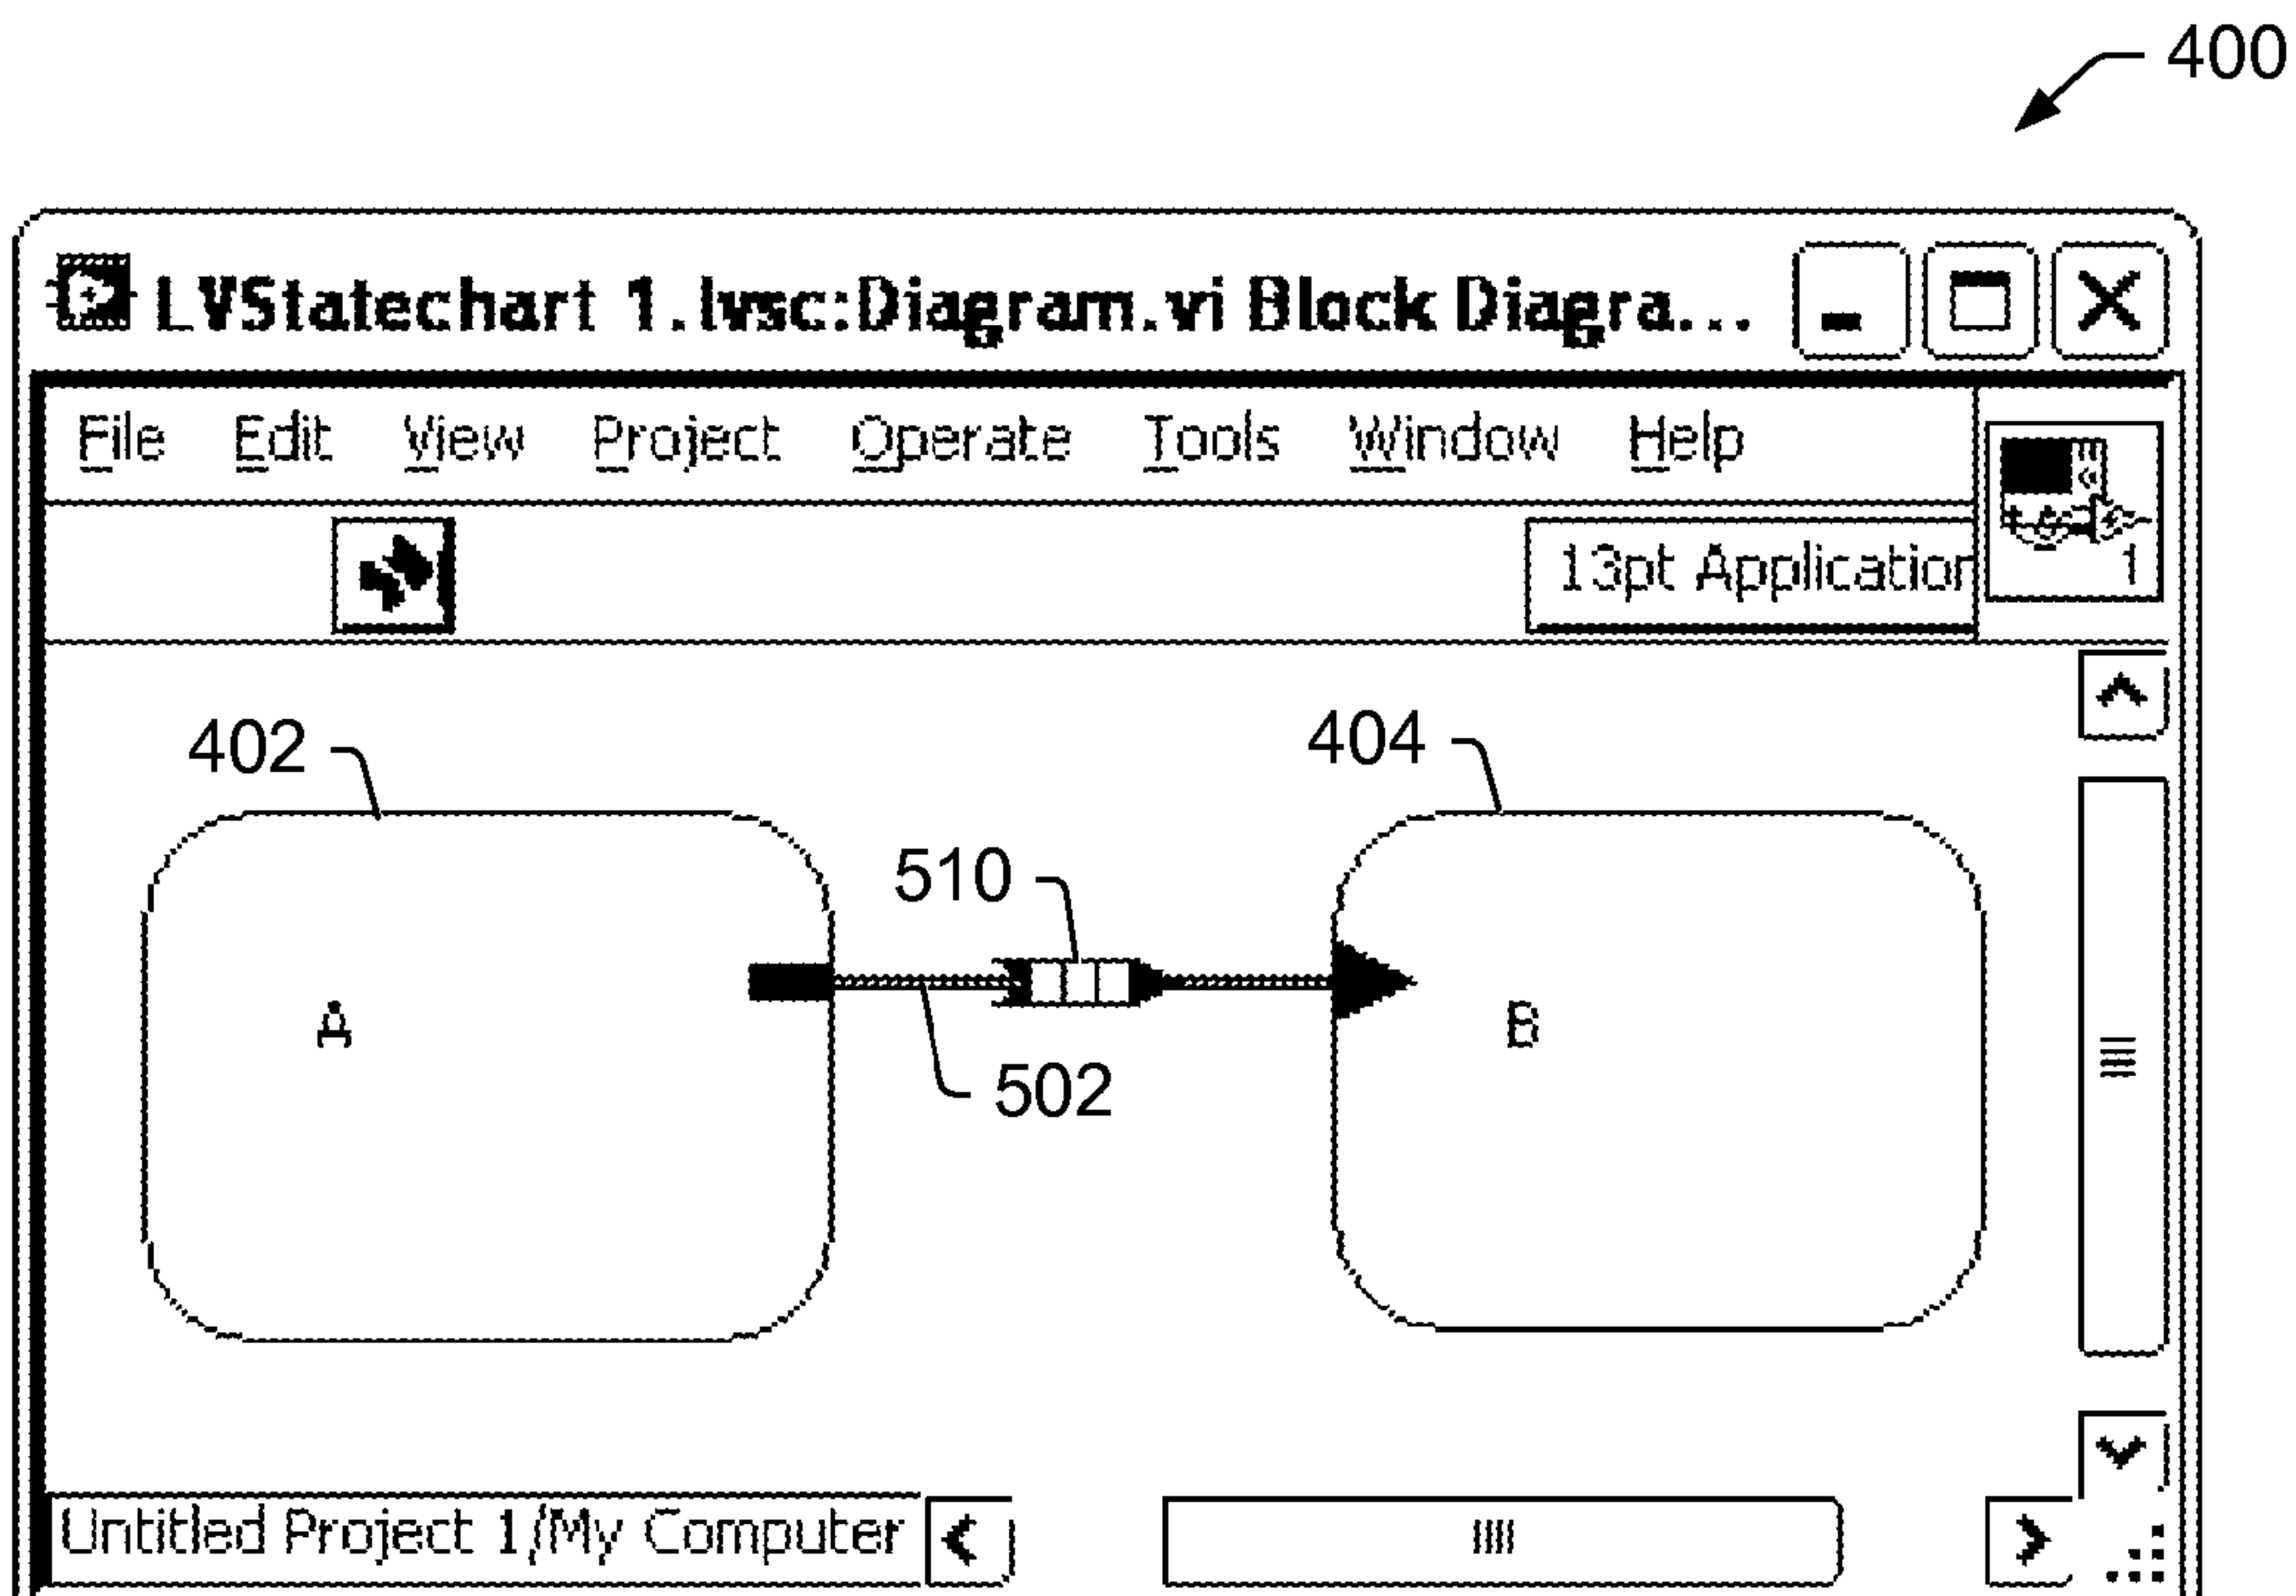 400
LVStatechart 1.lvsc:Diagram.vi Block Diagra...
File Edit View Project Operate Tools Window Help
13pt Application
1
402
404
510
A
B
502
Untitled Project 1/My Computer